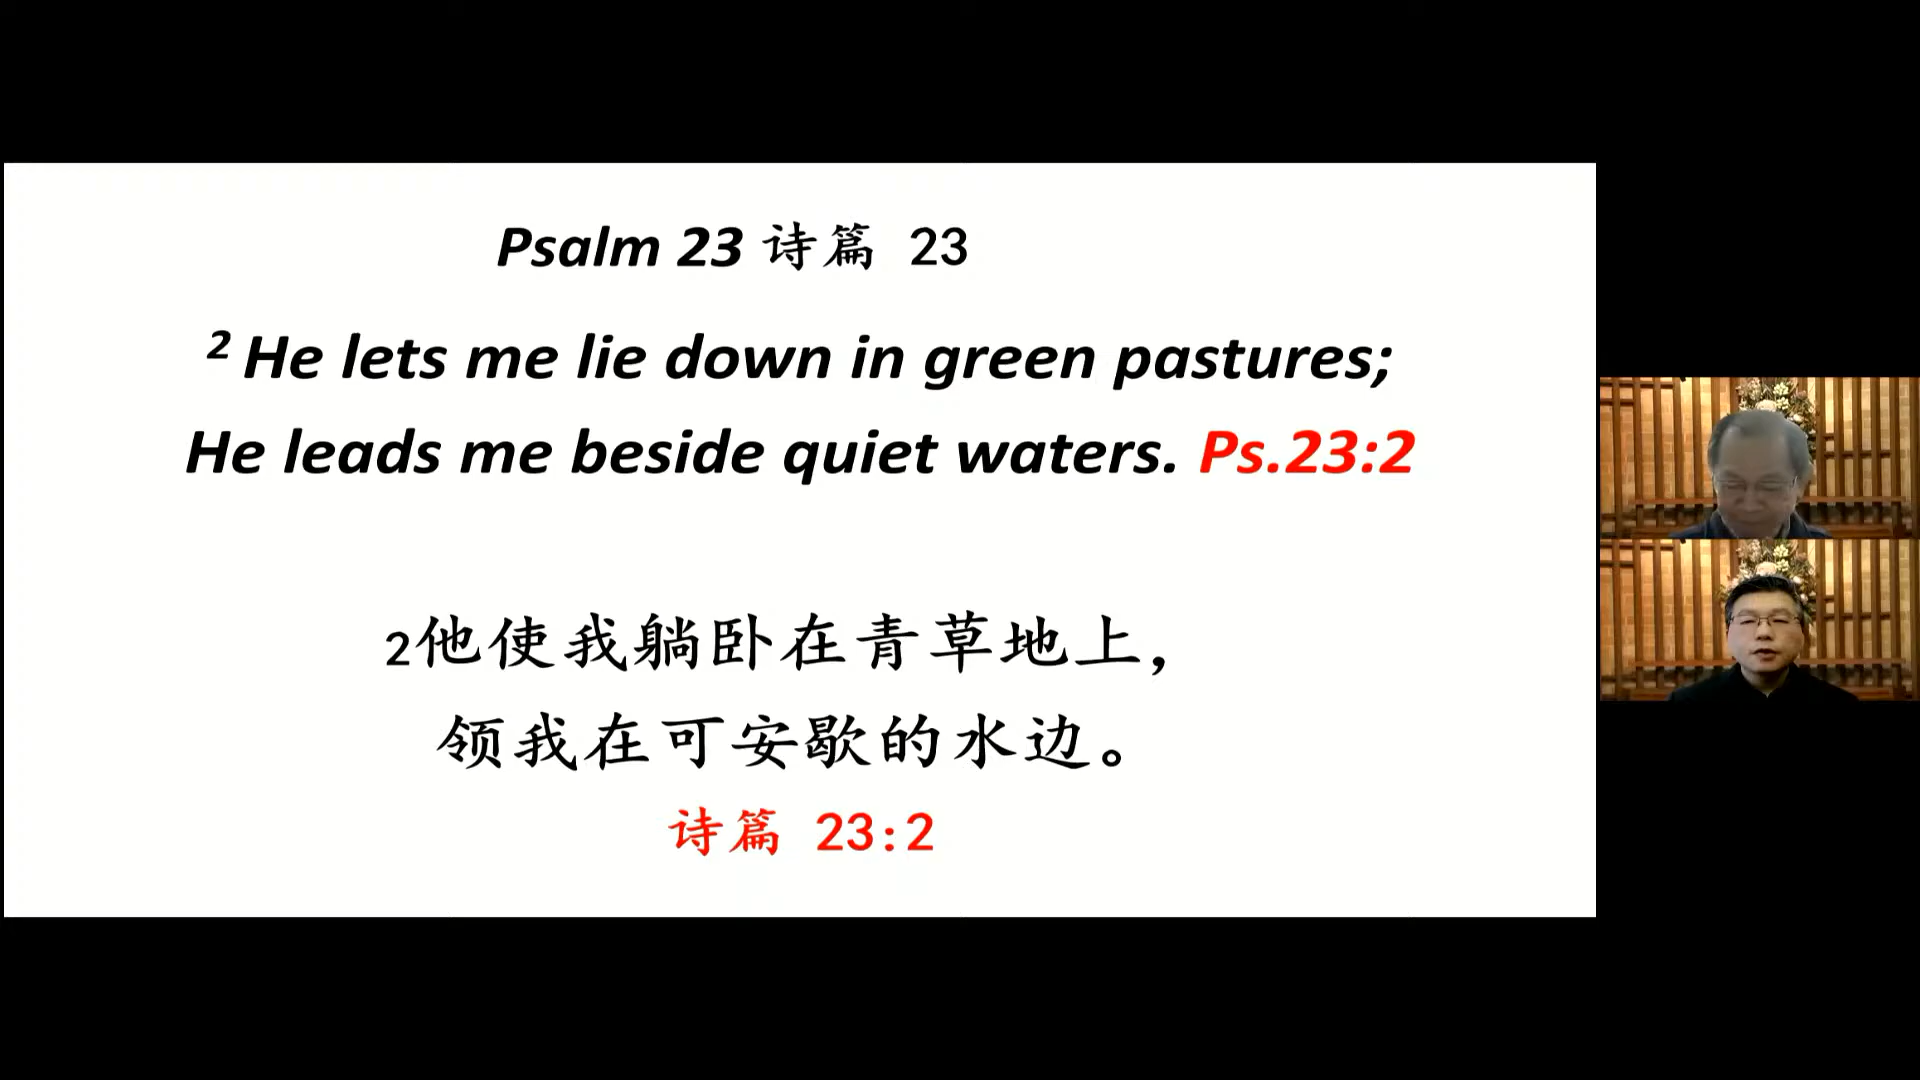 Psalm 23 诗篇 23
2 He lets me lie down in green pastures;
He leads me beside quiet waters. Ps.23:2
2他使我躺卧在青草地上，
领我在可安歇的水边。
诗篇 23:2